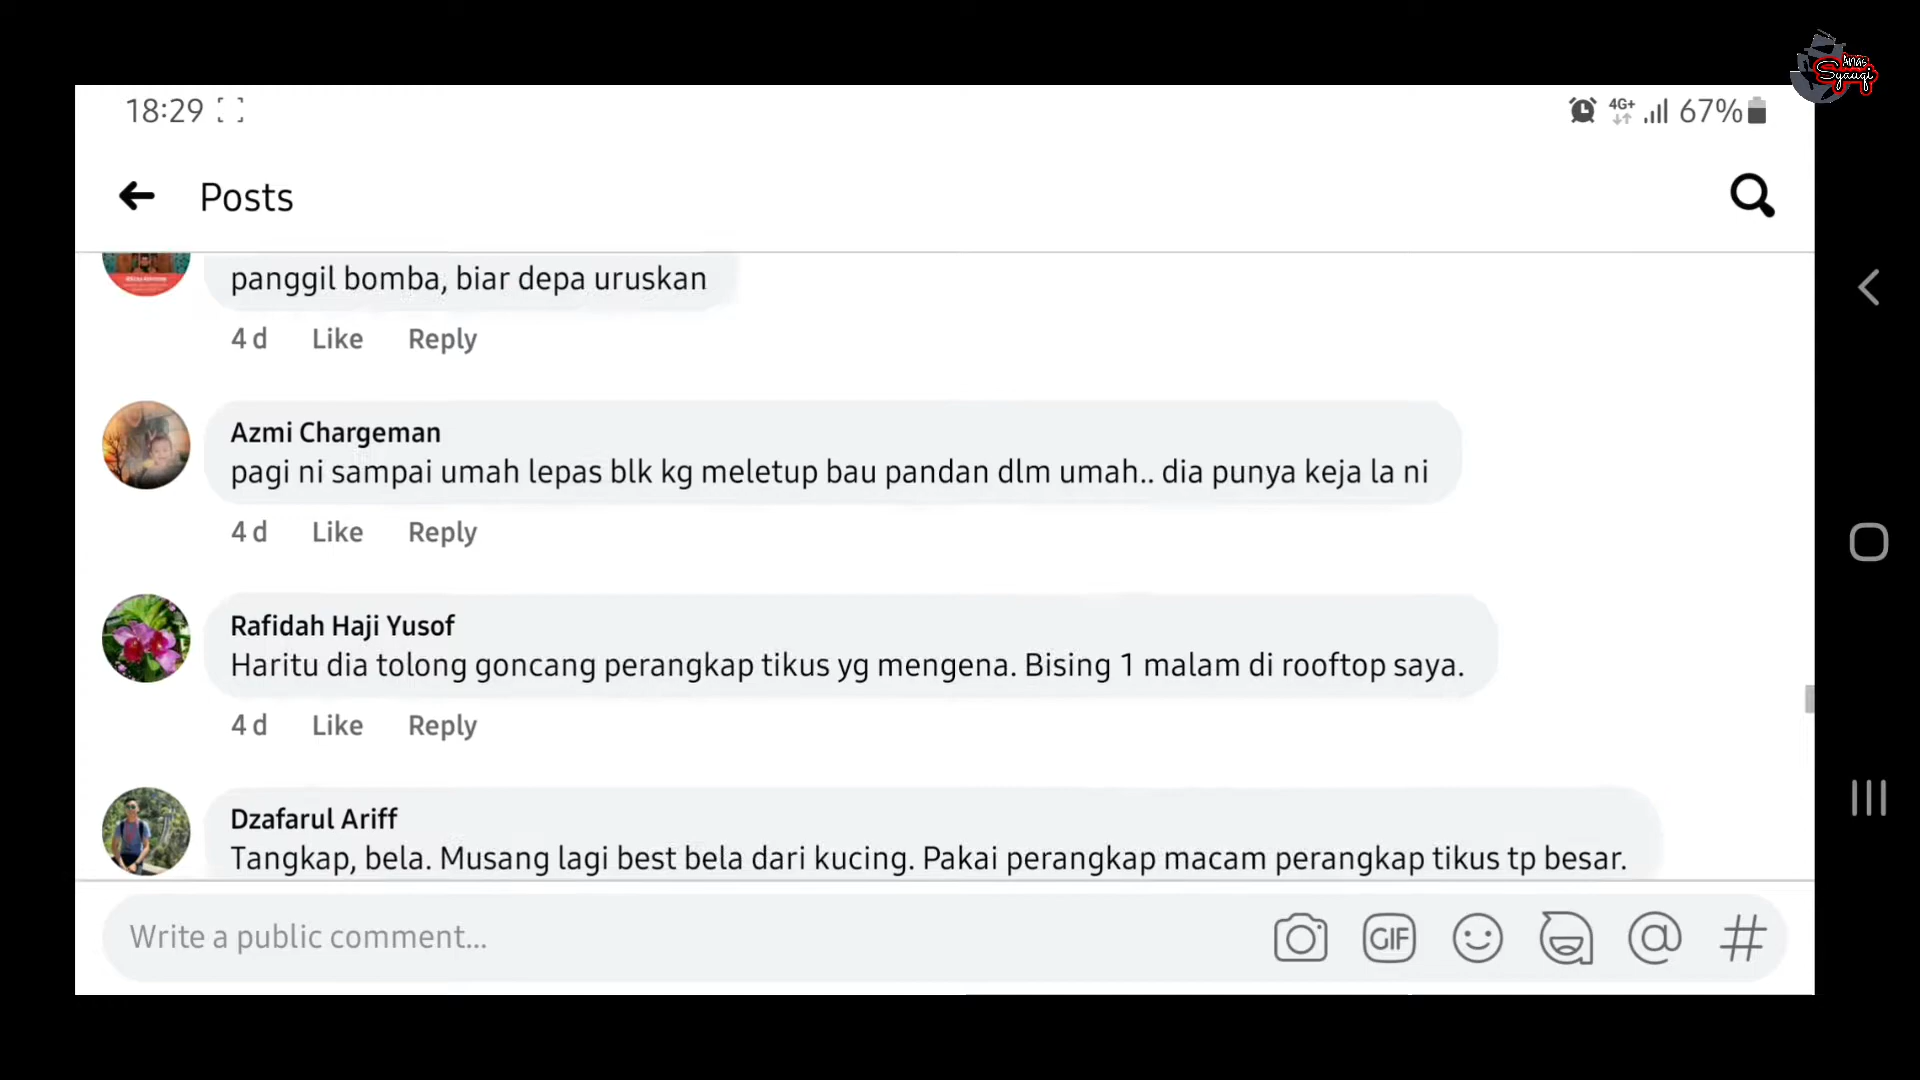 Anas
Syauqi
18:29
4G+
67%
Posts
panggil bomba, biar depa uruskan
4 d Like Reply
Azmi Chargeman
pagi ni sampai umah lepas blk kg meletup bau pandan dlm umah.. dia punya keja la ni
4 d Like Reply
Rafidah Haji Yusof
Haritu dia tolong goncang perangkap tikus yg mengena. Bising 1 malam di rooftop saya.
4 d Like Reply
Dzafarul Ariff
Tangkap, bela. Musang lagi best bela dari kucing. Pakai perangkap macam perangkap tikus tp besar.
Write a public comment...
GIF